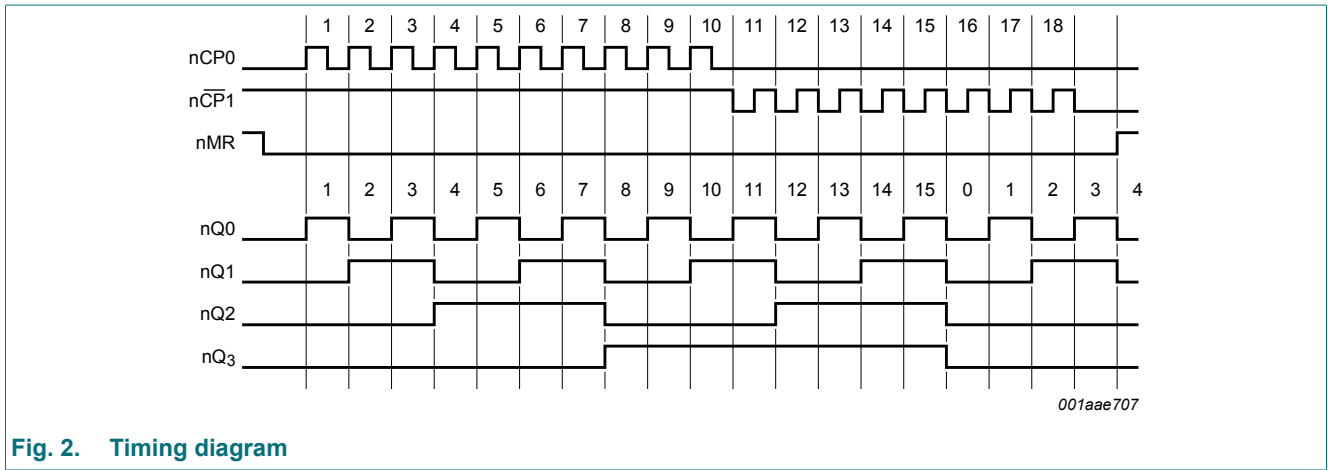 1 2 3 4 5 6 7 8 9 10 11 12 13 14 15 16 17 18
nCP0
nC̅P̅1
nMR
1 2 3 4 5 6 7 8 9 10 11 12 13 14 15 0 1 2 3 4
nQ0
nQ1
nQ2
nQ3
001aae707
Fig. 2. Timing diagram